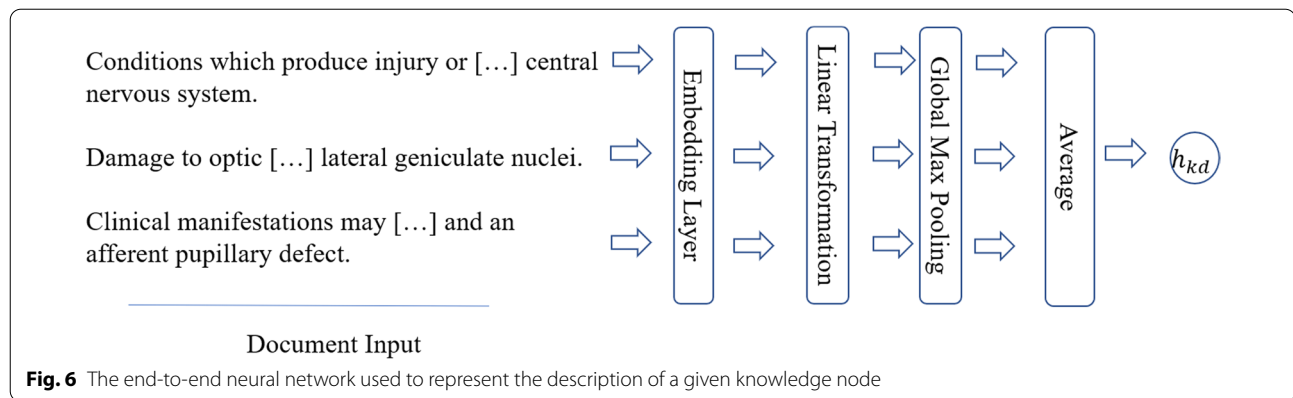 Conditions which produce injury or […] central
nervous system.
Damage to optic […] lateral geniculate nuclei.
Clinical manifestations may […] and an
afferent pupillary defect.
Document Input
Embedding Layer
Linear Transformation
Global Max Pooling
Average
h_{kd}
Fig. 6 The end-to-end neural network used to represent the description of a given knowledge node